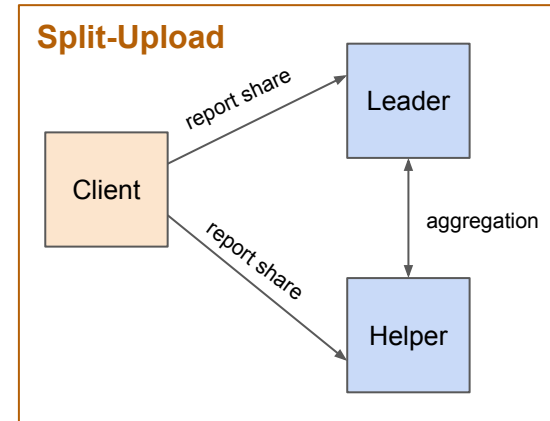 Split-Upload
report share
Leader
Client
aggregation
report share
Helper